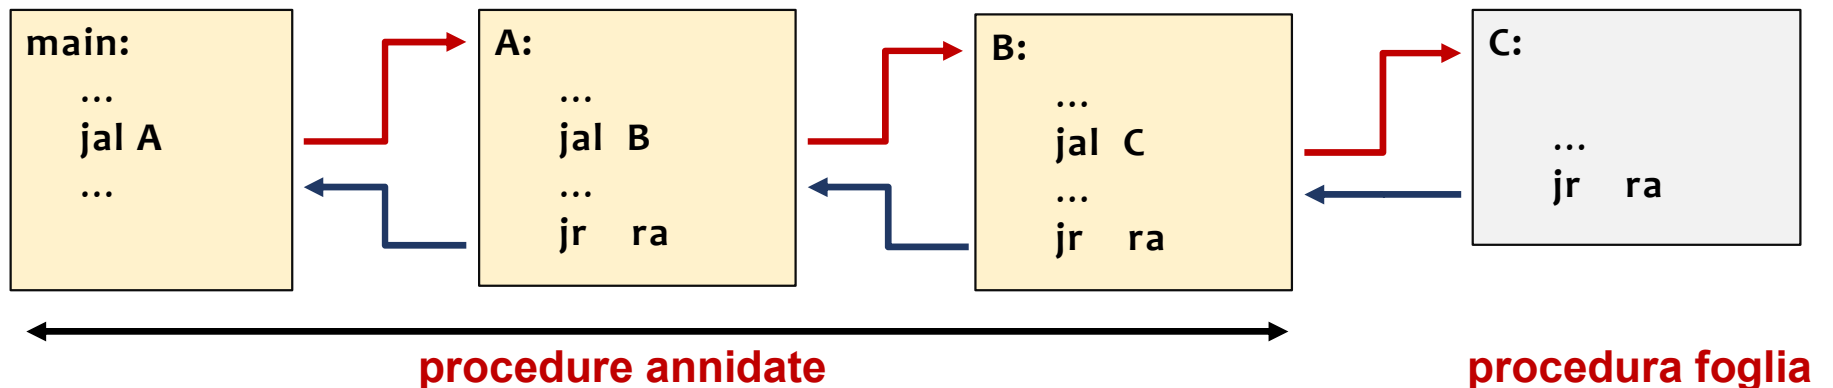 main:
...
jal A
...
A:
...
jal B
...
jr ra
B:
...
jal C
...
jr ra
C:
...
jr ra
procedure annidate
procedura foglia